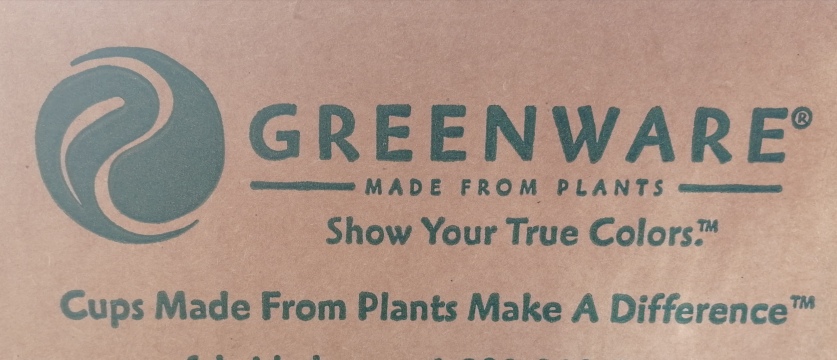 GREENWARE®
MADE FROM PLANTS
Show Your True Colors.™
Cups Made From Plants Make A Difference™